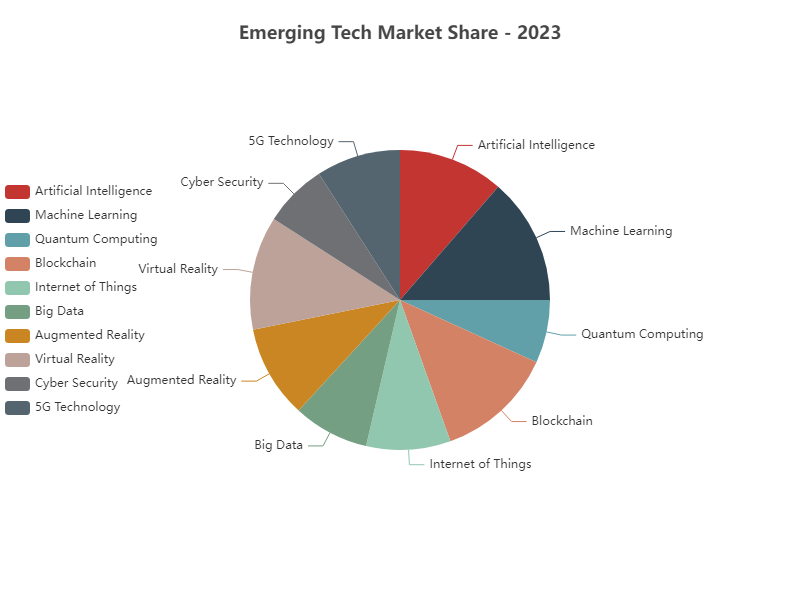 Emerging Tech Market Share - 2023
Artificial Intelligence
Machine Learning
Quantum Computing
Blockchain
Internet of Things
Big Data
Augmented Reality
Virtual Reality
Cyber Security
5G Technology
5G Technology
Artificial Intelligence
Cyber Security
Machine Learning
Virtual Reality
Quantum Computing
Augmented Reality
Blockchain
Big Data
Internet of Things